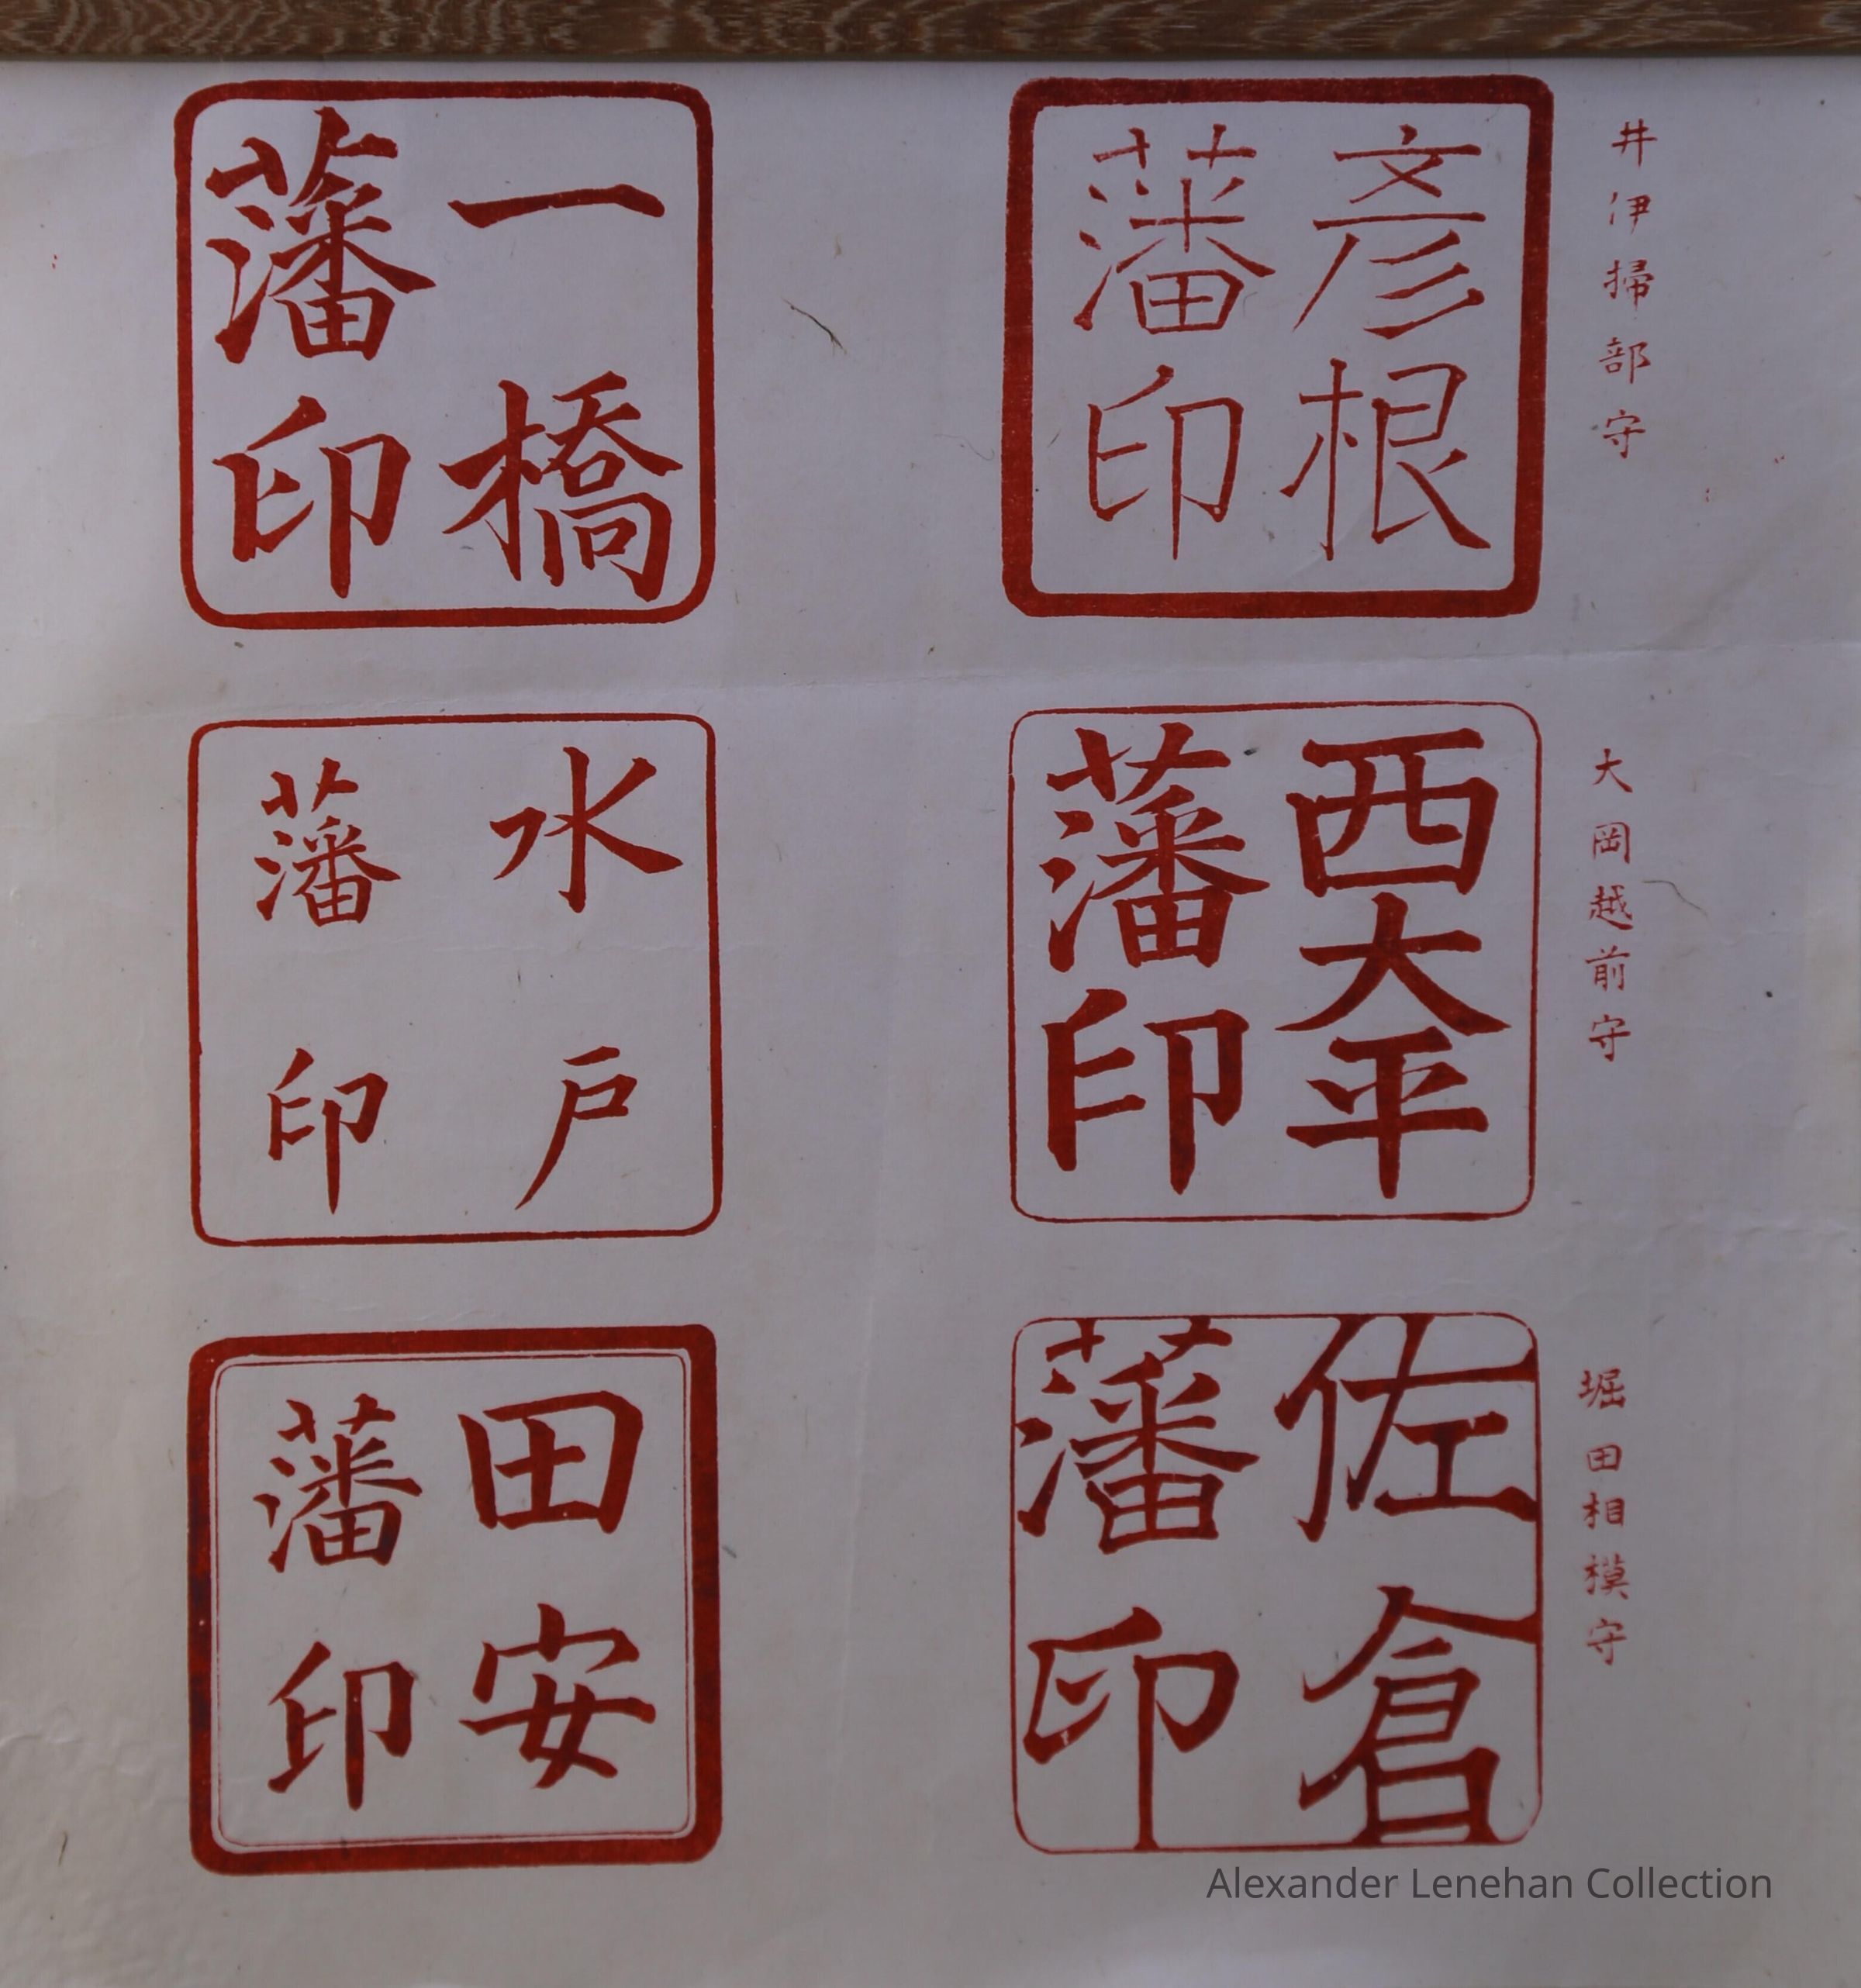 井伊掃部守
彦根
藩印
一橋
藩印
大岡越前守
西大平
藩印
水戸
藩印
堀田相模守
佐倉
藩印
田安
藩印
Alexander Lenehan Collection